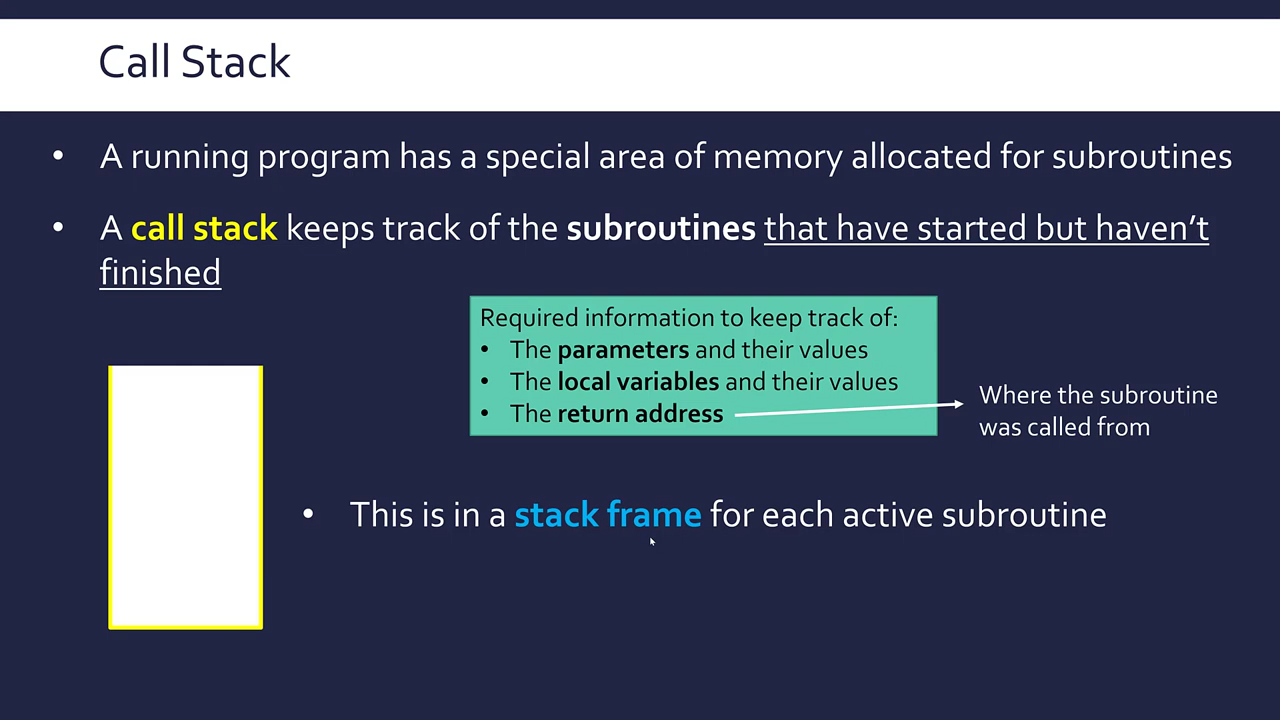 Call Stack
• A running program has a special area of memory allocated for subroutines
• A call stack keeps track of the subroutines that have started but haven’t
finished
Required information to keep track of:
• The parameters and their values
• The local variables and their values
• The return address
Where the subroutine
was called from
• This is in a stack frame for each active subroutine